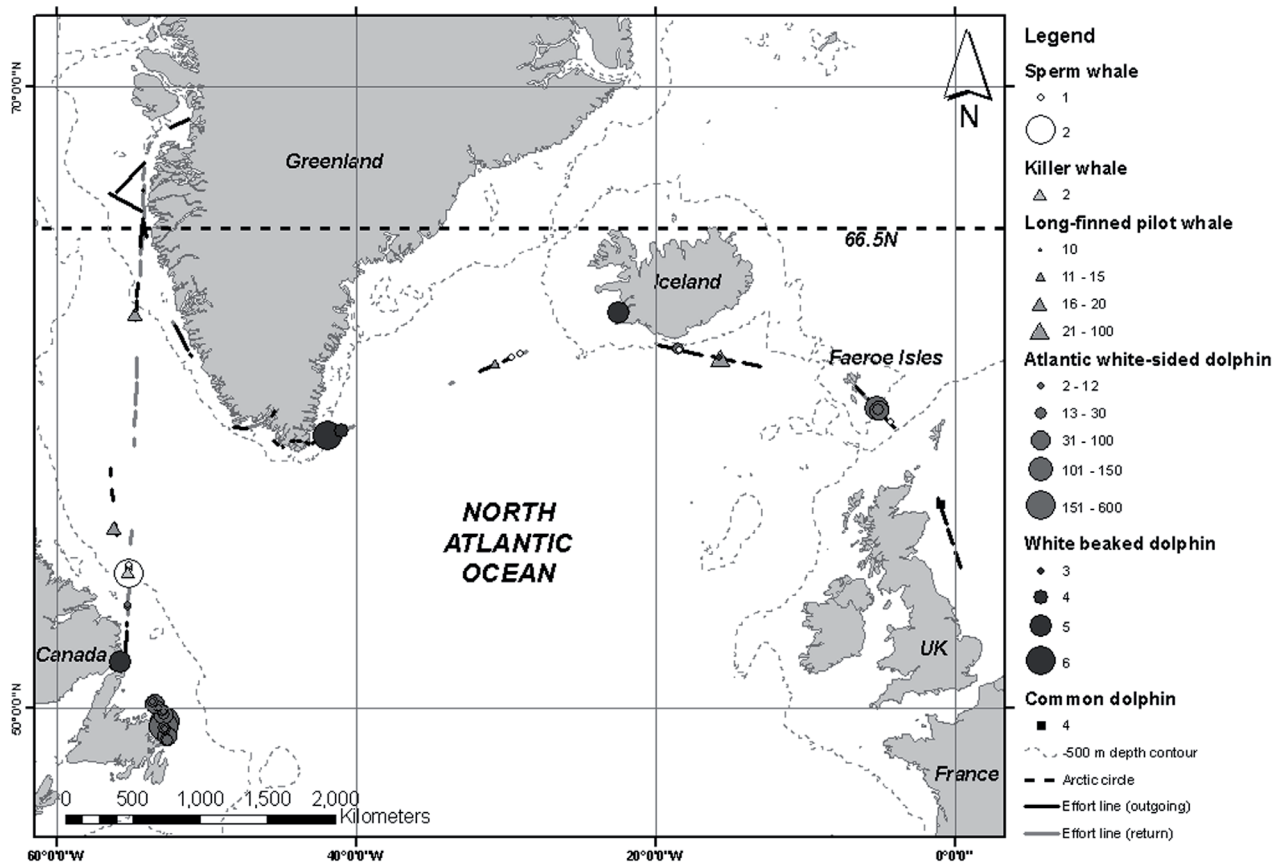 70°0'0"N
50°0'0"N
60°0'0"W
40°0'0"W
20°0'0"W
0°0'0"W
Greenland
66.5N
Iceland
Faeroe Isles
NORTH
ATLANTIC
OCEAN
Canada
UK
France
0 500 1,000 1,500 2,000
Kilometers
N
Legend
Sperm whale
1
2
Killer whale
2
Long-finned pilot whale
10
11 - 15
16 - 20
21 - 100
Atlantic white-sided dolphin
2 - 12
13 - 30
31 - 100
101 - 150
151 - 600
White beaked dolphin
3
4
5
6
Common dolphin
4
-500 m depth contour
Arctic circle
Effort line (outgoing)
Effort line (return)